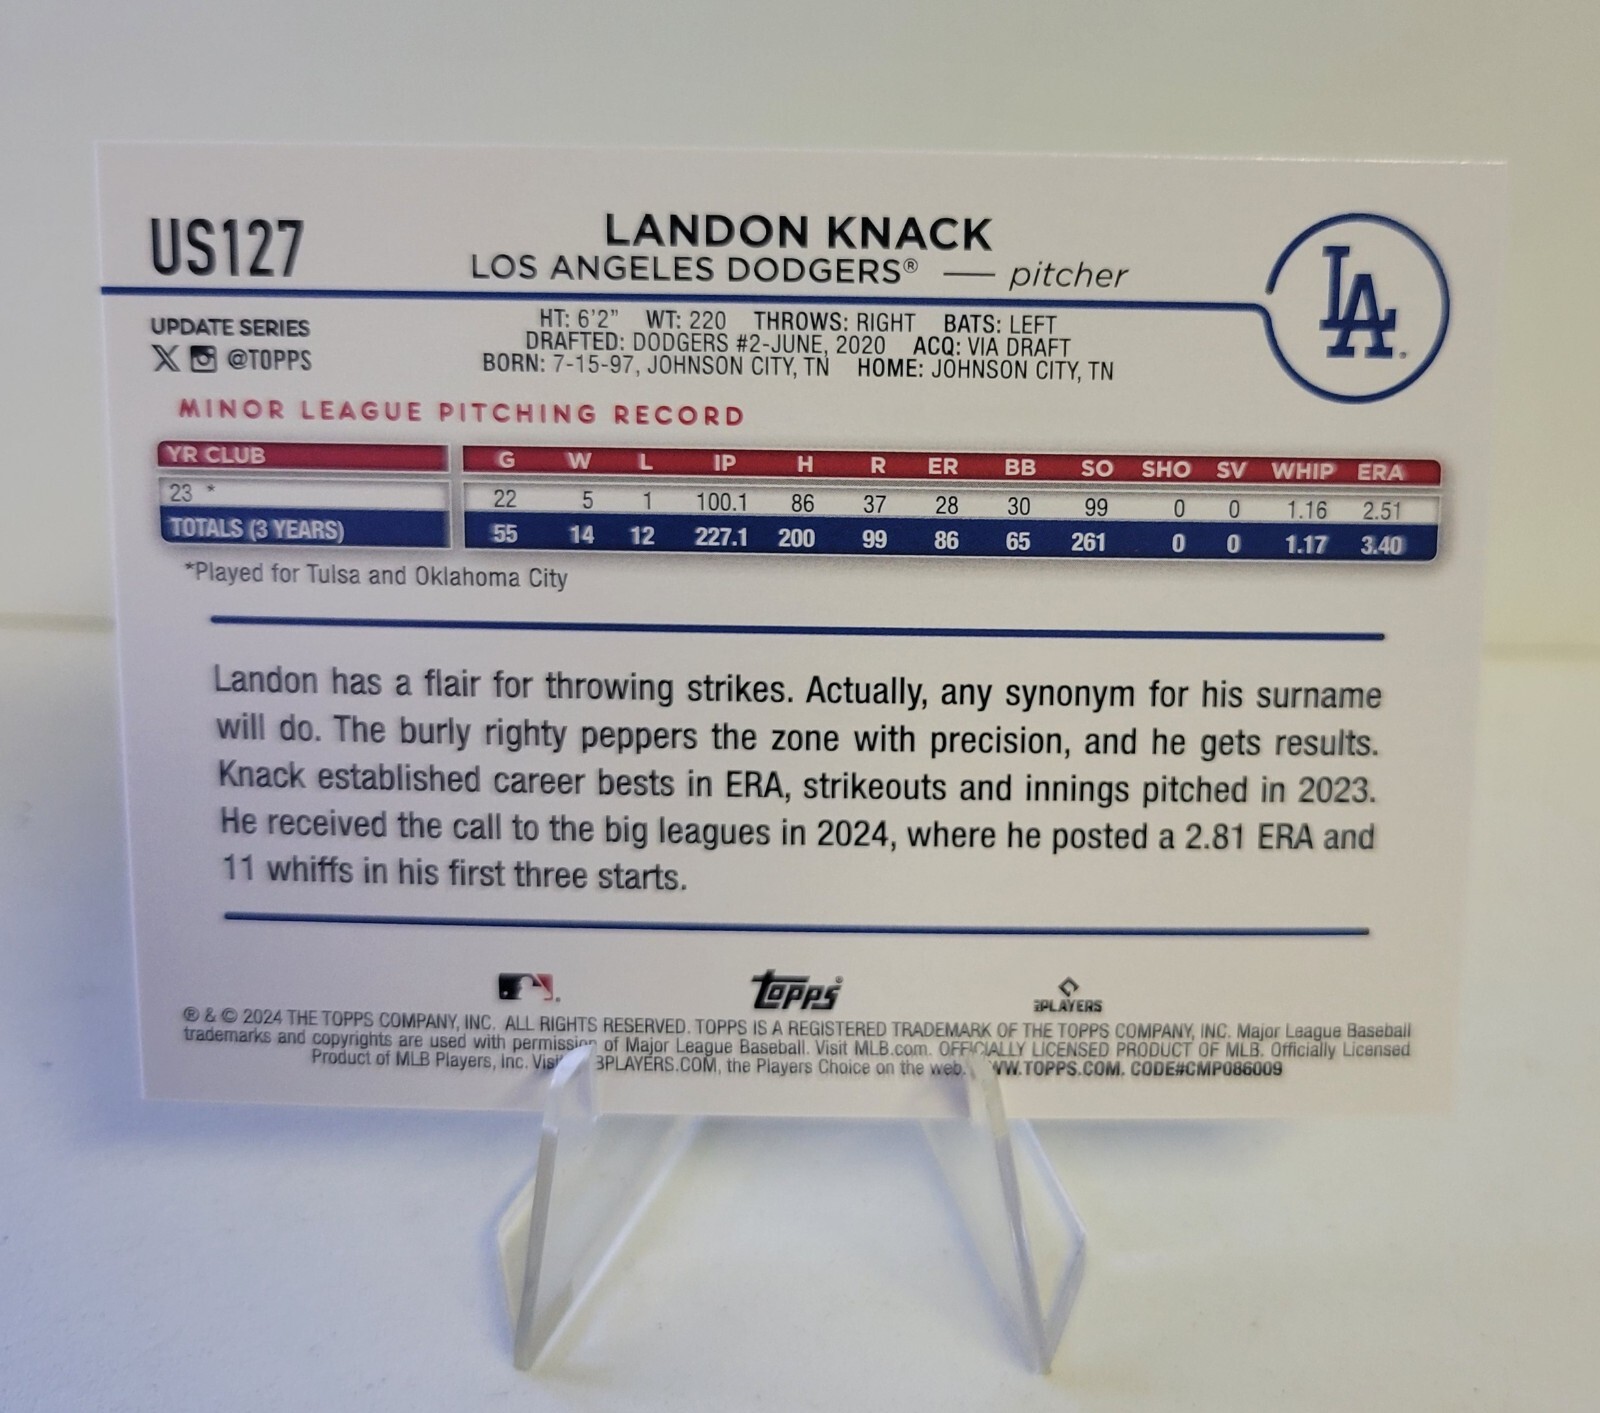 US127
LANDON KNACK
LOS ANGELES DODGERS® — pitcher
LA
UPDATE SERIES
X @TOPPS
HT: 6'2" WT: 220 THROWS: RIGHT BATS: LEFT
DRAFTED: DODGERS #2-JUNE, 2020 ACQ: VIA DRAFT
BORN: 7-15-97, JOHNSON CITY, TN HOME: JOHNSON CITY, TN
MINOR LEAGUE PITCHING RECORD
YR CLUB G W L IP H R ER BB SO SHO SV WHIP ERA
23 * 22 5 1 100.1 86 37 28 30 99 0 0 1.16 2.51
TOTALS (3 YEARS) 55 14 12 227.1 200 99 86 65 261 0 0 1.17 3.40
*Played for Tulsa and Oklahoma City
Landon has a flair for throwing strikes. Actually, any synonym for his surname
will do. The burly righty peppers the zone with precision, and he gets results.
Knack established career bests in ERA, strikeouts and innings pitched in 2023.
He received the call to the big leagues in 2024, where he posted a 2.81 ERA and
11 whiffs in his first three starts.
topps®
PLAYERS
® & © 2024 THE TOPPS COMPANY, INC. ALL RIGHTS RESERVED. TOPPS IS A REGISTERED TRADEMARK OF THE TOPPS COMPANY, INC. Major League Baseball
trademarks and copyrights are used with permission of Major League Baseball. Visit MLB.com. OFFICIALLY LICENSED PRODUCT OF MLB. Officially Licensed
Product of MLB Players, Inc. Visit BPLAYERS.COM, the Players Choice on the web. WW.TOPPS.COM. CODE#CMP086009